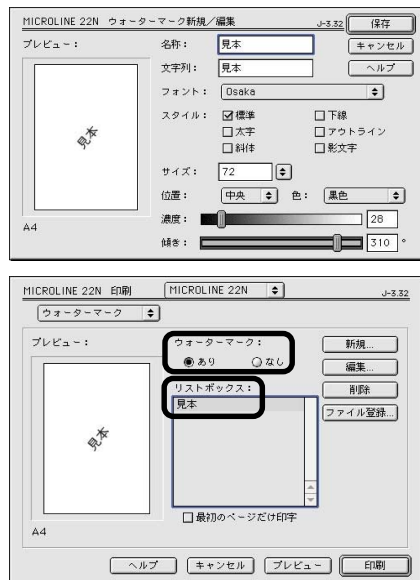 MICROLINE 22N ウォーターマーク新規／編集 J-3.32 保存
プレビュー： 名称： 見本 キャンセル
文字列： 見本 ヘルプ
フォント： Osaka
スタイル： 標準 下線
太字 アウトライン
斜体 影文字
見本
サイズ： 72
位置： 中央 色： 黒色
濃度： 28
A4
傾き： 310 °
MICROLINE 22N 印刷 MICROLINE 22N J-3.32
ウォーターマーク
プレビュー： ウォーターマーク： 新規...
あり なし 編集...
リストボックス： 削除
見本 ファイル登録...
見本
最初のページだけ印字
A4
ヘルプ キャンセル プレビュー 印刷